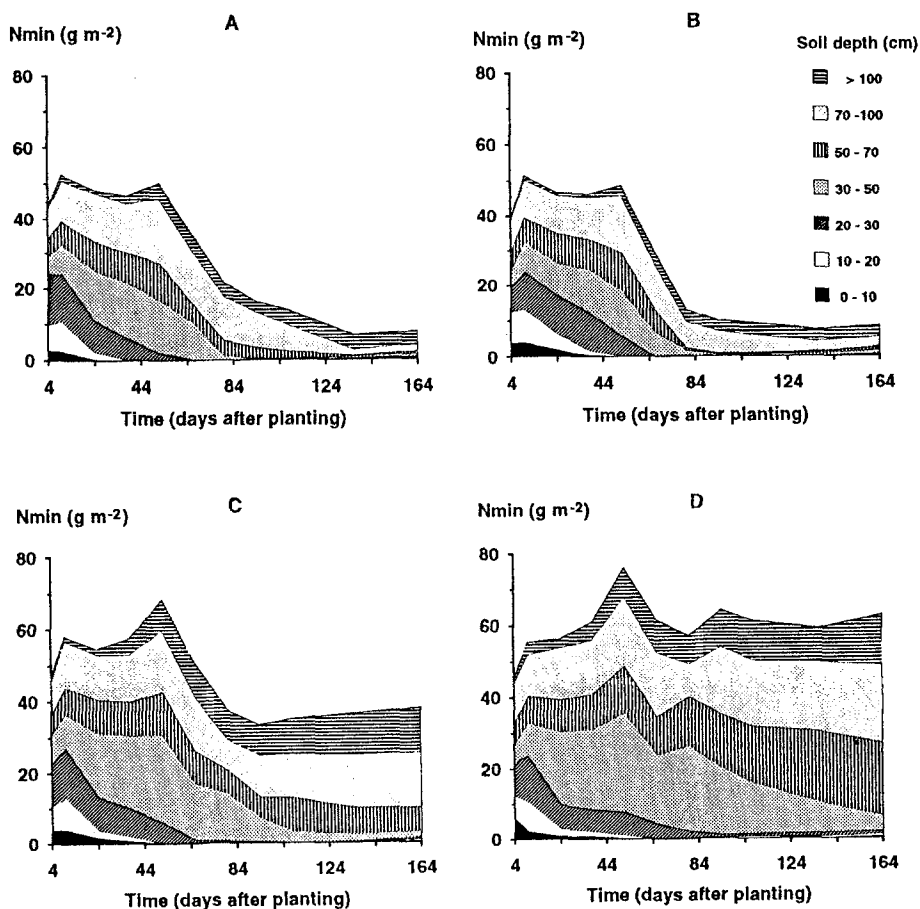 A
Nmin (g m-2)
80
60
40
20
0
4 44 84 124 164
Time (days after planting)
B
Nmin (g m-2)
80
60
40
20
0
4 44 84 124 164
Time (days after planting)
Soil depth (cm)
> 100
70 -100
50 - 70
30 - 50
20 - 30
10 - 20
0 - 10
C
Nmin (g m-2)
80
60
40
20
0
4 44 84 124 164
Time (days after planting)
D
Nmin (g m-2)
80
60
40
20
0
4 44 84 124 164
Time (days after planting)